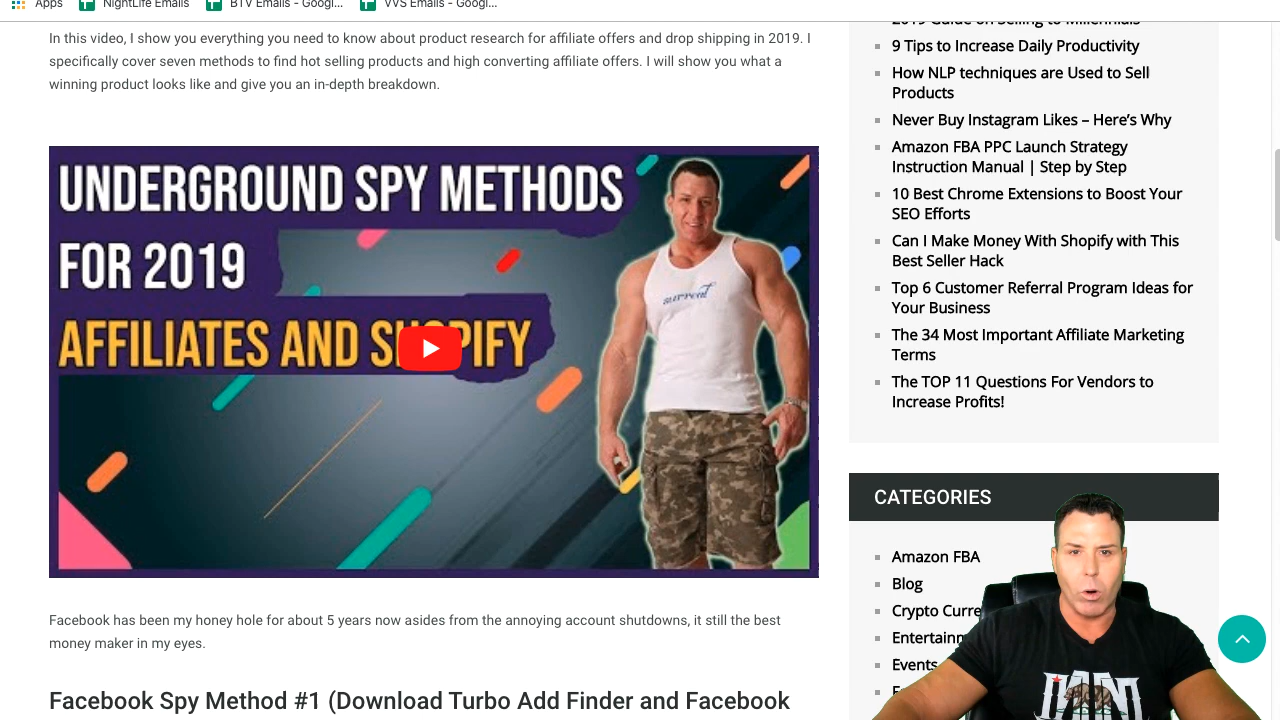 Apps NightLife Emails BTV Emails - Googl... VVS Emails - Googl...
In this video, I show you everything you need to know about product research for affiliate offers and drop shipping in 2019. I
specifically cover seven methods to find hot selling products and high converting affiliate offers. I will show you what a
winning product looks like and give you an in-depth breakdown.
UNDERGROUND SPY METHODS
FOR 2019
AFFILIATES AND SHOPIFY
surreal
Facebook has been my honey hole for about 5 years now asides from the annoying account shutdowns, it still the best
money maker in my eyes.
Facebook Spy Method #1 (Download Turbo Add Finder and Facebook
2019 Guide on Selling to Millennials
9 Tips to Increase Daily Productivity
How NLP techniques are Used to Sell
Products
Never Buy Instagram Likes – Here's Why
Amazon FBA PPC Launch Strategy
Instruction Manual | Step by Step
10 Best Chrome Extensions to Boost Your
SEO Efforts
Can I Make Money With Shopify with This
Best Seller Hack
Top 6 Customer Referral Program Ideas for
Your Business
The 34 Most Important Affiliate Marketing
Terms
The TOP 11 Questions For Vendors to
Increase Profits!
CATEGORIES
Amazon FBA
Blog
Crypto Curre
Entertainm
Events